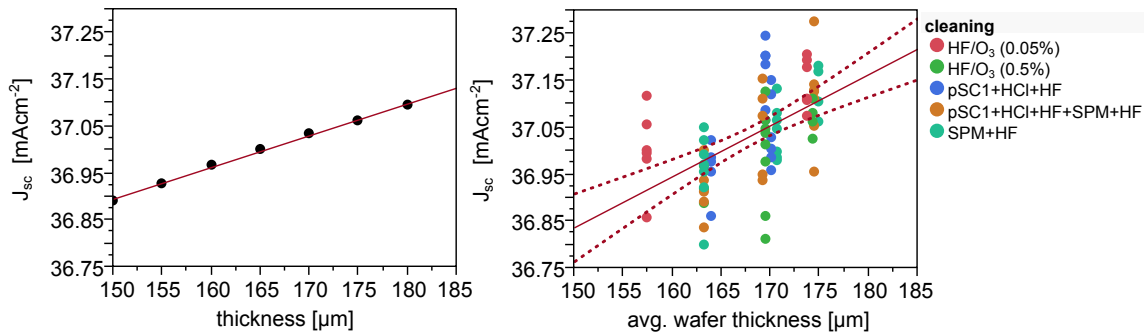 37.25
37.15
37.05
36.95
36.85
36.75
J_sc [mAcm⁻²]
150 155 160 165 170 175 180 185
thickness [µm]
37.25
37.15
37.05
36.95
36.85
36.75
J_sc [mAcm⁻²]
150 155 160 165 170 175 180 185
avg. wafer thickness [µm]
cleaning
HF/O₃ (0.05%)
HF/O₃ (0.5%)
pSC1+HCl+HF
pSC1+HCl+HF+SPM+HF
SPM+HF